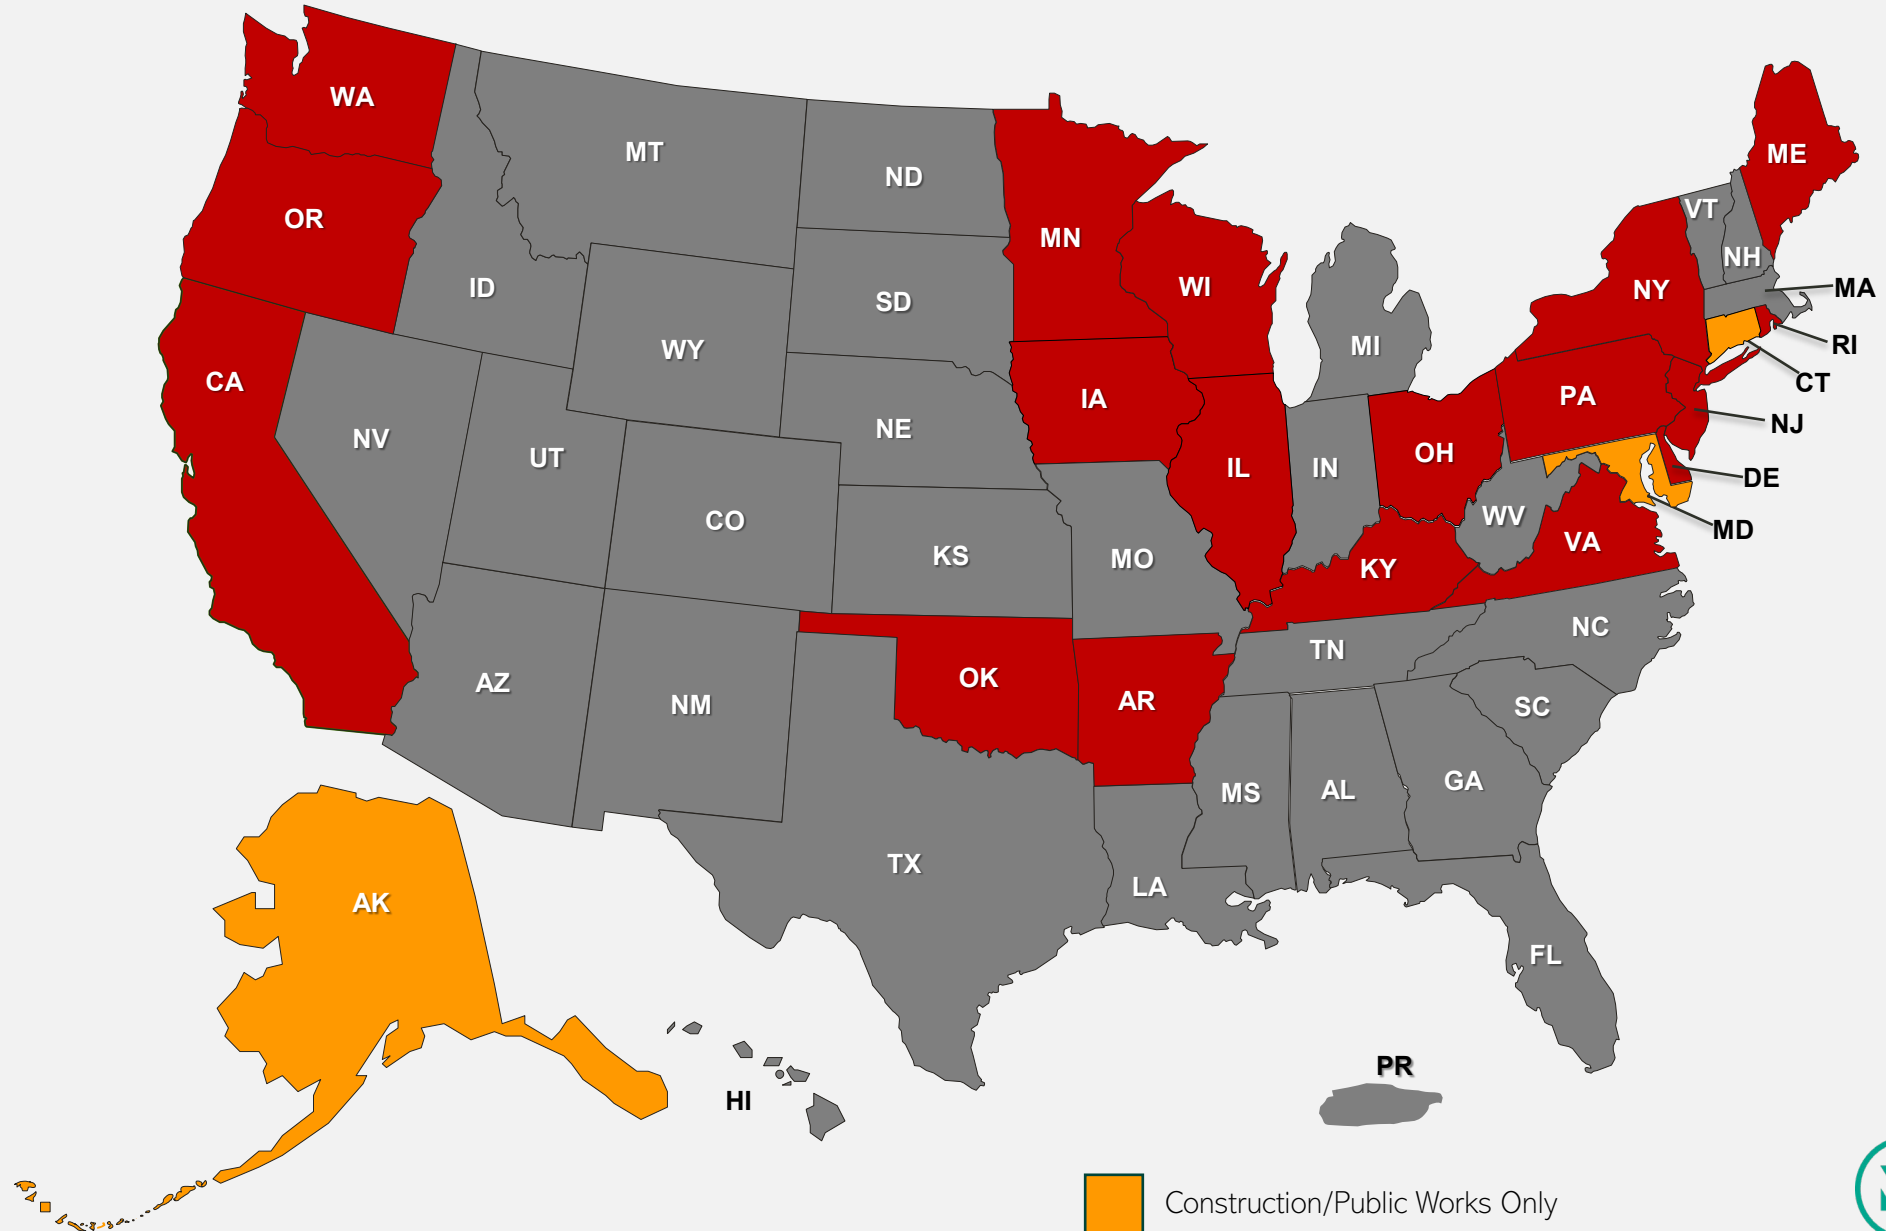 WA
MT
ND
ME
OR
MN
VT
NH
ID
SD
WI
NY
MA
WY
MI
RI
CA
IA
PA
CT
NV
UT
NE
IL
IN
OH
NJ
DE
CO
KS
MO
WV
MD
KY
VA
AZ
NM
OK
AR
TN
NC
SC
TX
MS
AL
GA
LA
AK
FL
HI
PR
Construction/Public Works Only